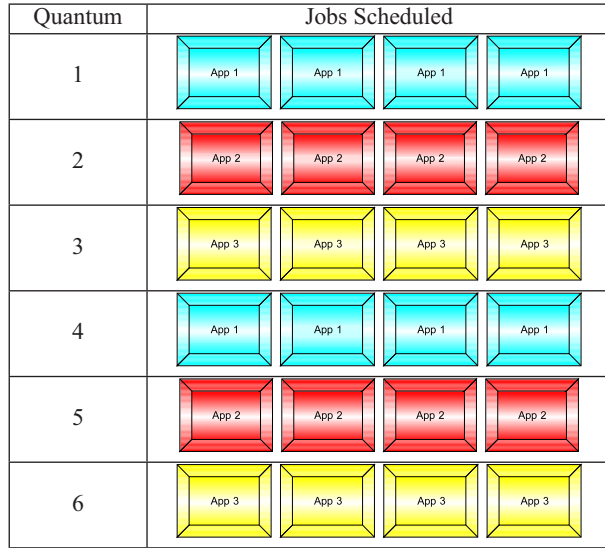 Quantum Jobs Scheduled
1 App 1 App 1 App 1 App 1
2 App 2 App 2 App 2 App 2
3 App 3 App 3 App 3 App 3
4 App 1 App 1 App 1 App 1
5 App 2 App 2 App 2 App 2
6 App 3 App 3 App 3 App 3